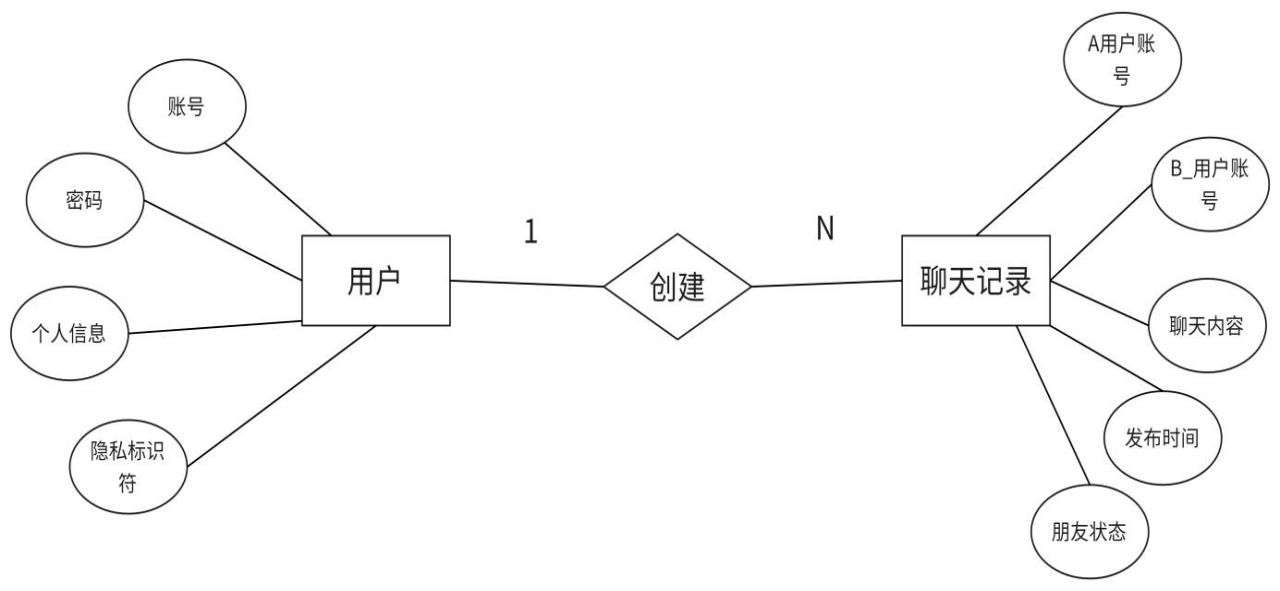 A用户账
号
账号
B_用户账
号
密码
1
N
用户
创建
聊天记录
个人信息
聊天内容
隐私标识
符
发布时间
朋友状态